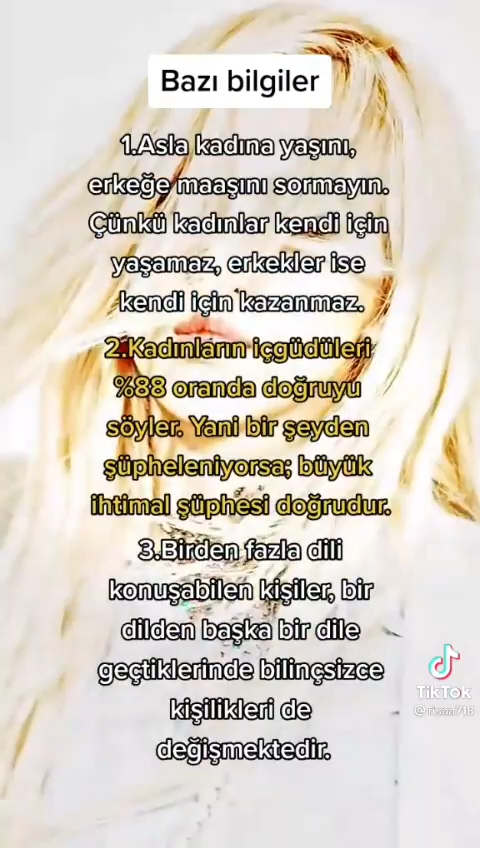 Bazı bilgiler
1.Asla kadına yaşını,
erkeğe maaşını sormayın.
Çünkü kadınlar kendi için
yaşamaz, erkekler ise
kendi için kazanmaz.
2.Kadınların içgüdüleri
%88 oranda doğruyu
söyler. Yani bir şeyden
şüpheleniyorsa; büyük
ihtimal şüphesi doğrudur.
3.Birden fazla dili
konuşabilen kişiler, bir
dilden başka bir dile
geçtiklerinde bilinçsizce
kişilikleri de
değişmektedir.
TikTok